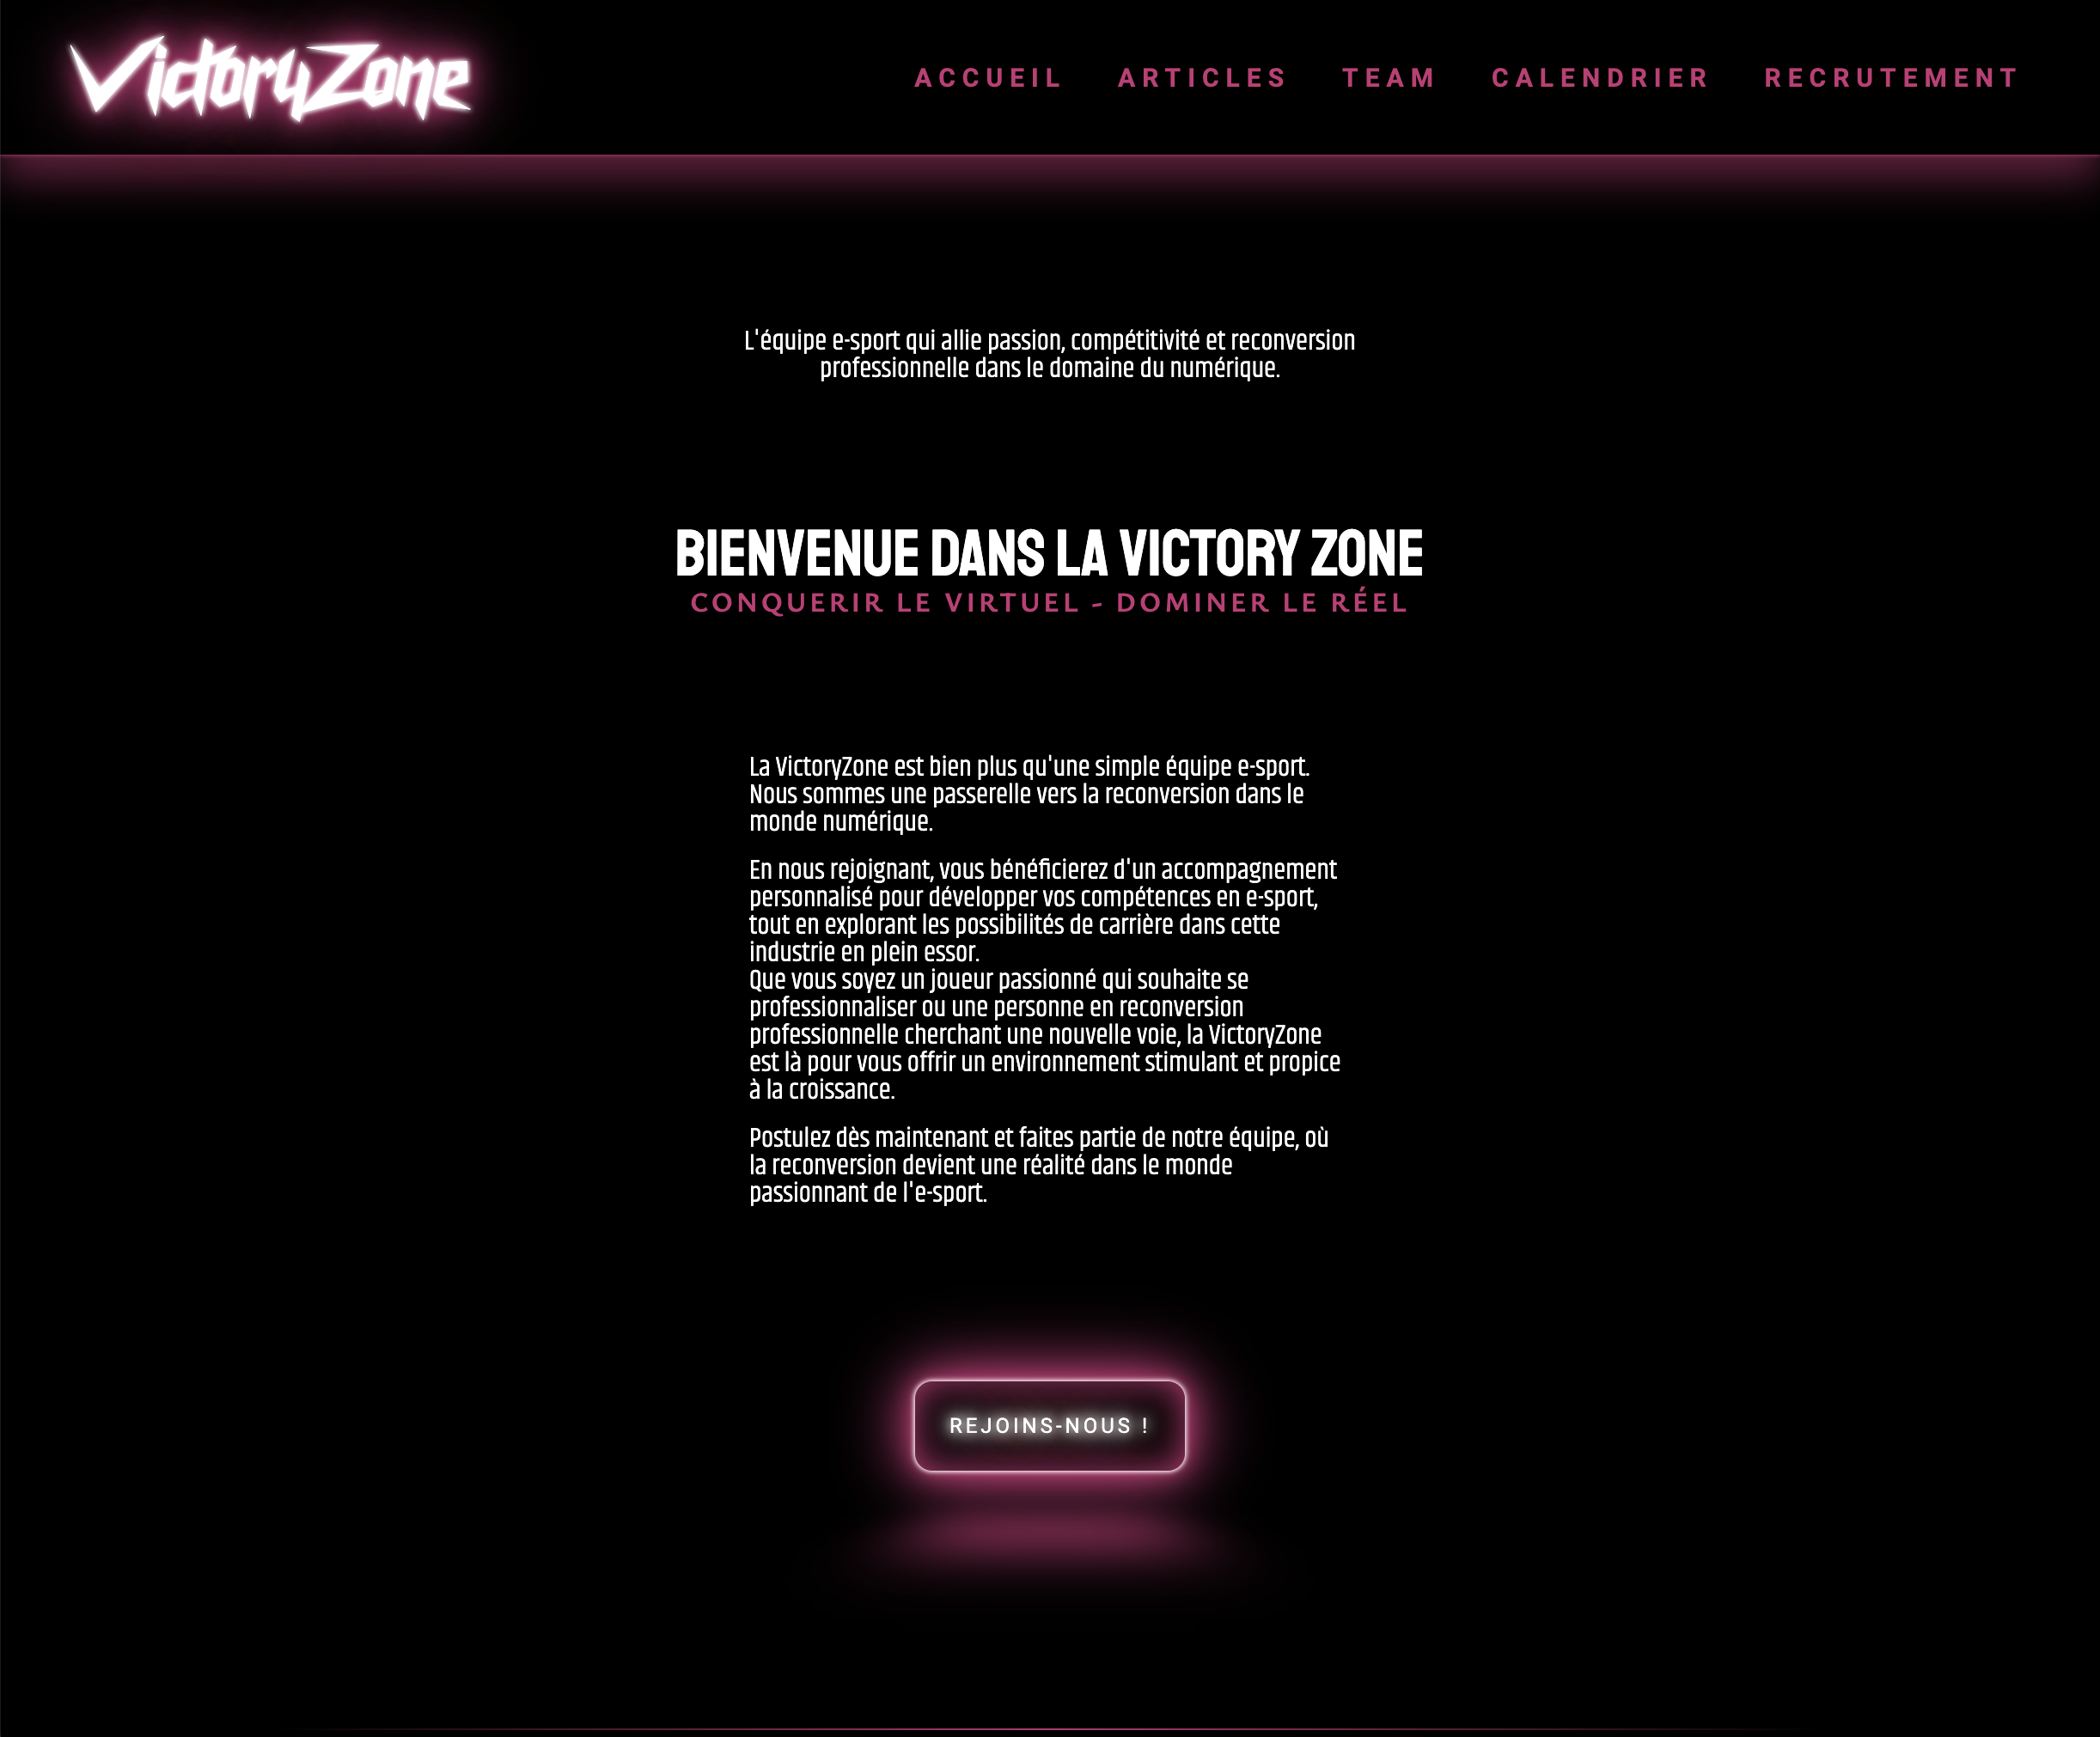 VictoryZone
ACCUEIL ARTICLES TEAM CALENDRIER RECRUTEMENT
L'équipe e-sport qui allie passion, compétitivité et reconversion
professionnelle dans le domaine du numérique.
BIENVENUE DANS LA VICTORY ZONE
CONQUERIR LE VIRTUEL - DOMINER LE RÉEL
La VictoryZone est bien plus qu'une simple équipe e-sport.
Nous sommes une passerelle vers la reconversion dans le
monde numérique.
En nous rejoignant, vous bénéficierez d'un accompagnement
personnalisé pour développer vos compétences en e-sport,
tout en explorant les possibilités de carrière dans cette
industrie en plein essor.
Que vous soyez un joueur passionné qui souhaite se
professionnaliser ou une personne en reconversion
professionnelle cherchant une nouvelle voie, la VictoryZone
est là pour vous offrir un environnement stimulant et propice
à la croissance.
Postulez dès maintenant et faites partie de notre équipe, où
la reconversion devient une réalité dans le monde
passionnant de l'e-sport.
REJOINS-NOUS !